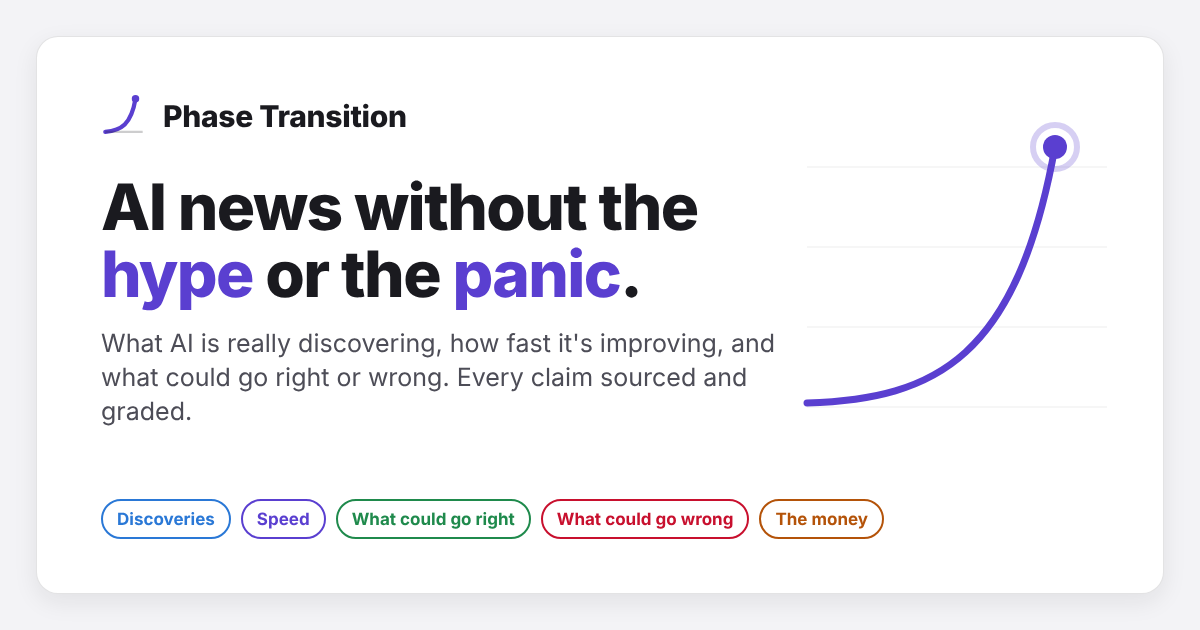 Phase Transition
AI news without the
hype or the panic.
What AI is really discovering, how fast it's improving, and
what could go right or wrong. Every claim sourced and
graded.
Discoveries
Speed
What could go right
What could go wrong
The money